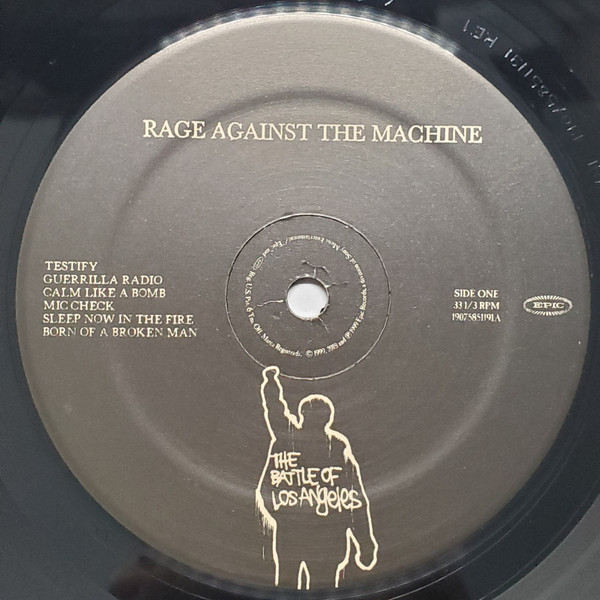 RAGE AGAINST THE MACHINE
TESTIFY
GUERRILLA RADIO
CALM LIKE A BOMB
MIC CHECK
SLEEP NOW IN THE FIRE
BORN OF A BROKEN MAN
SIDE ONE
33 1/3 RPM
19075851191A
EPIC
THE
BATTLE OF
LOS ANgeles